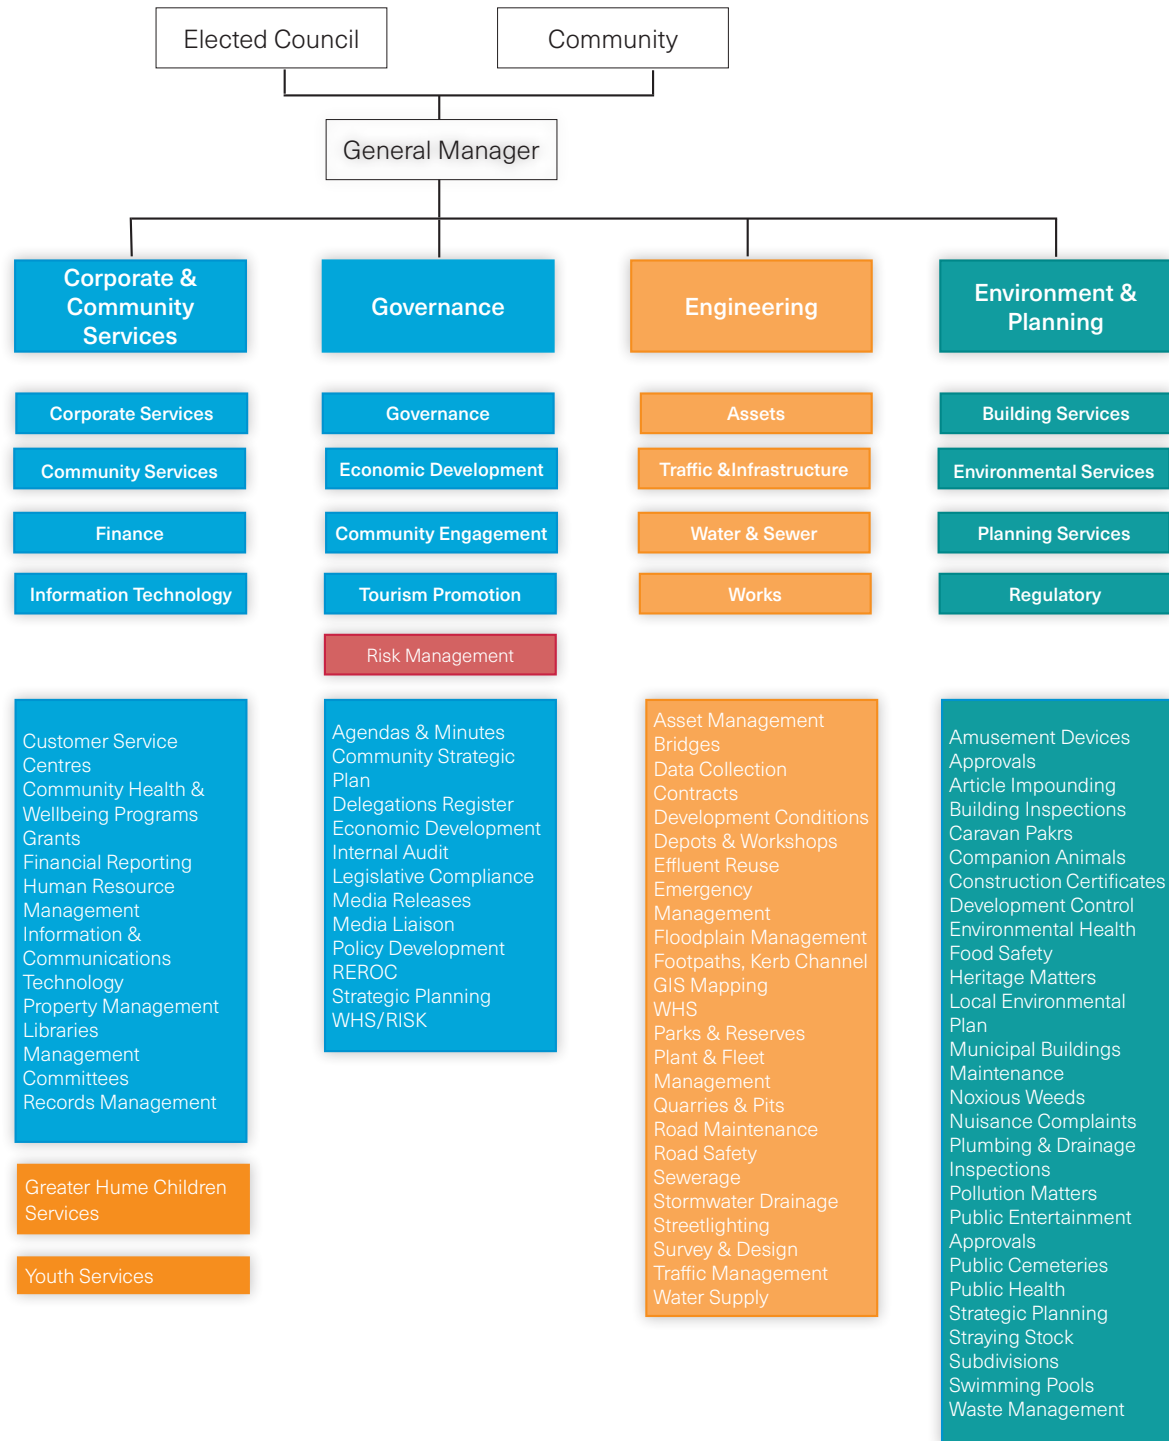 Elected Council
Community
General Manager
Corporate &
Community
Services
Governance
Engineering
Environment &
Planning
Corporate Services
Governance
Assets
Building Services
Community Services
Economic Development
Traffic &Infrastructure
Environmental Services
Finance
Community Engagement
Water & Sewer
Planning Services
Information Technology
Tourism Promotion
Works
Regulatory
Risk Management
Customer Service
Centres
Community Health &
Wellbeing Programs
Grants
Financial Reporting
Human Resource
Management
Information &
Communications
Technology
Property Management
Libraries
Management
Committees
Records Management
Greater Hume Children
Services
Youth Services
Agendas & Minutes
Community Strategic
Plan
Delegations Register
Economic Development
Internal Audit
Legislative Compliance
Media Releases
Media Liaison
Policy Development
REROC
Strategic Planning
WHS/RISK
Asset Management
Bridges
Data Collection
Contracts
Development Conditions
Depots & Workshops
Effluent Reuse
Emergency
Management
Floodplain Management
Footpaths, Kerb Channel
GIS Mapping
WHS
Parks & Reserves
Plant & Fleet
Management
Quarries & Pits
Road Maintenance
Road Safety
Sewerage
Stormwater Drainage
Streetlighting
Survey & Design
Traffic Management
Water Supply
Amusement Devices
Approvals
Article Impounding
Building Inspections
Caravan Pakrs
Companion Animals
Construction Certificates
Development Control
Environmental Health
Food Safety
Heritage Matters
Local Environmental
Plan
Municipal Buildings
Maintenance
Noxious Weeds
Nuisance Complaints
Plumbing & Drainage
Inspections
Pollution Matters
Public Entertainment
Approvals
Public Cemeteries
Public Health
Strategic Planning
Straying Stock
Subdivisions
Swimming Pools
Waste Management